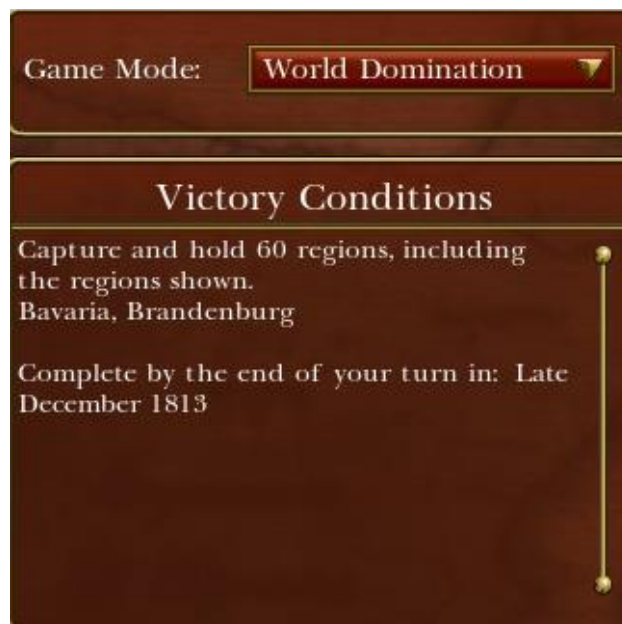 Game Mode: World Domination
Victory Conditions
Capture and hold 60 regions, including
the regions shown.
Bavaria, Brandenburg
Complete by the end of your turn in: Late
December 1813